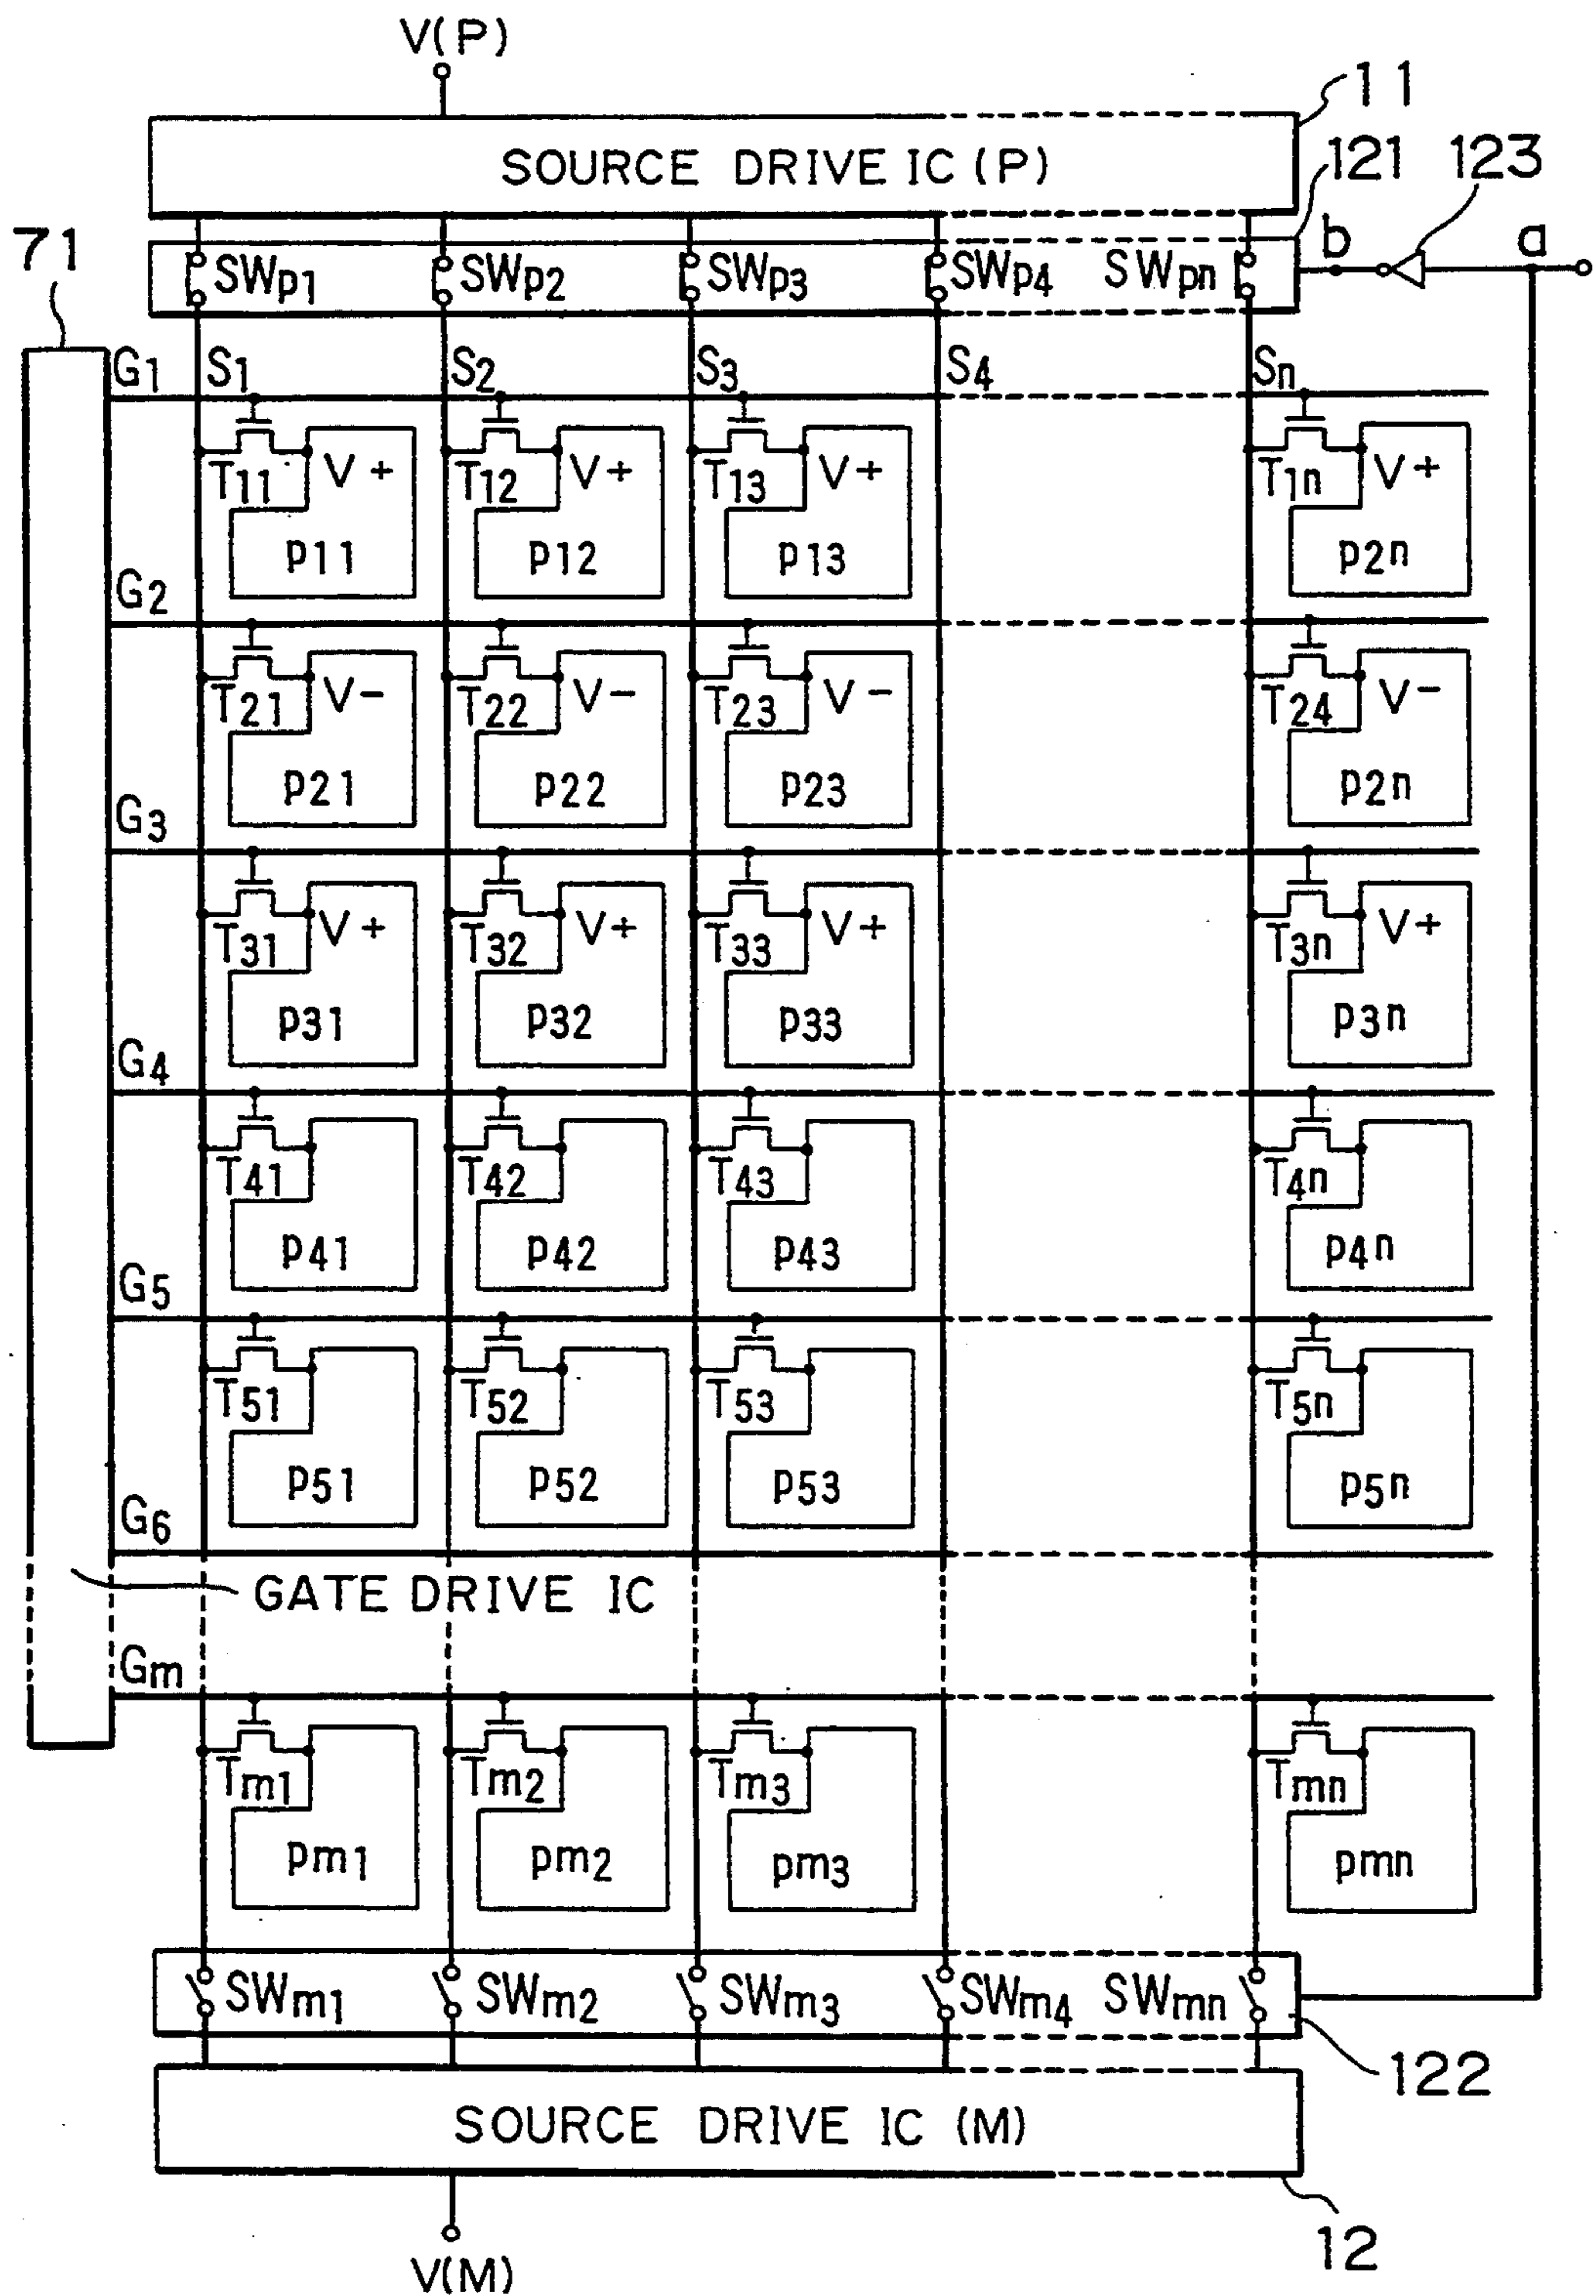 V(P)
11
SOURCE DRIVE IC (P)
121 123
71
b a
SWp1 SWp2 SWp3 SWp4 SWpn
G1 S1 S2 S3 S4 Sn
T11 V+ T12 V+ T13 V+ T1n V+
p11 p12 p13 p2n
G2
T21 V- T22 V- T23 V- T24 V-
p21 p22 p23 p2n
G3
T31 V+ T32 V+ T33 V+ T3n V+
p31 p32 p33 p3n
G4
T41 T42 T43 T4n
p41 p42 p43 p4n
G5
T51 T52 T53 T5n
p51 p52 p53 p5n
G6
GATE DRIVE IC
Gm
Tm1 Tm2 Tm3 Tmn
pm1 pm2 pm3 pmn
SWm1 SWm2 SWm3 SWm4 SWmn
122
SOURCE DRIVE IC (M)
12
V(M)